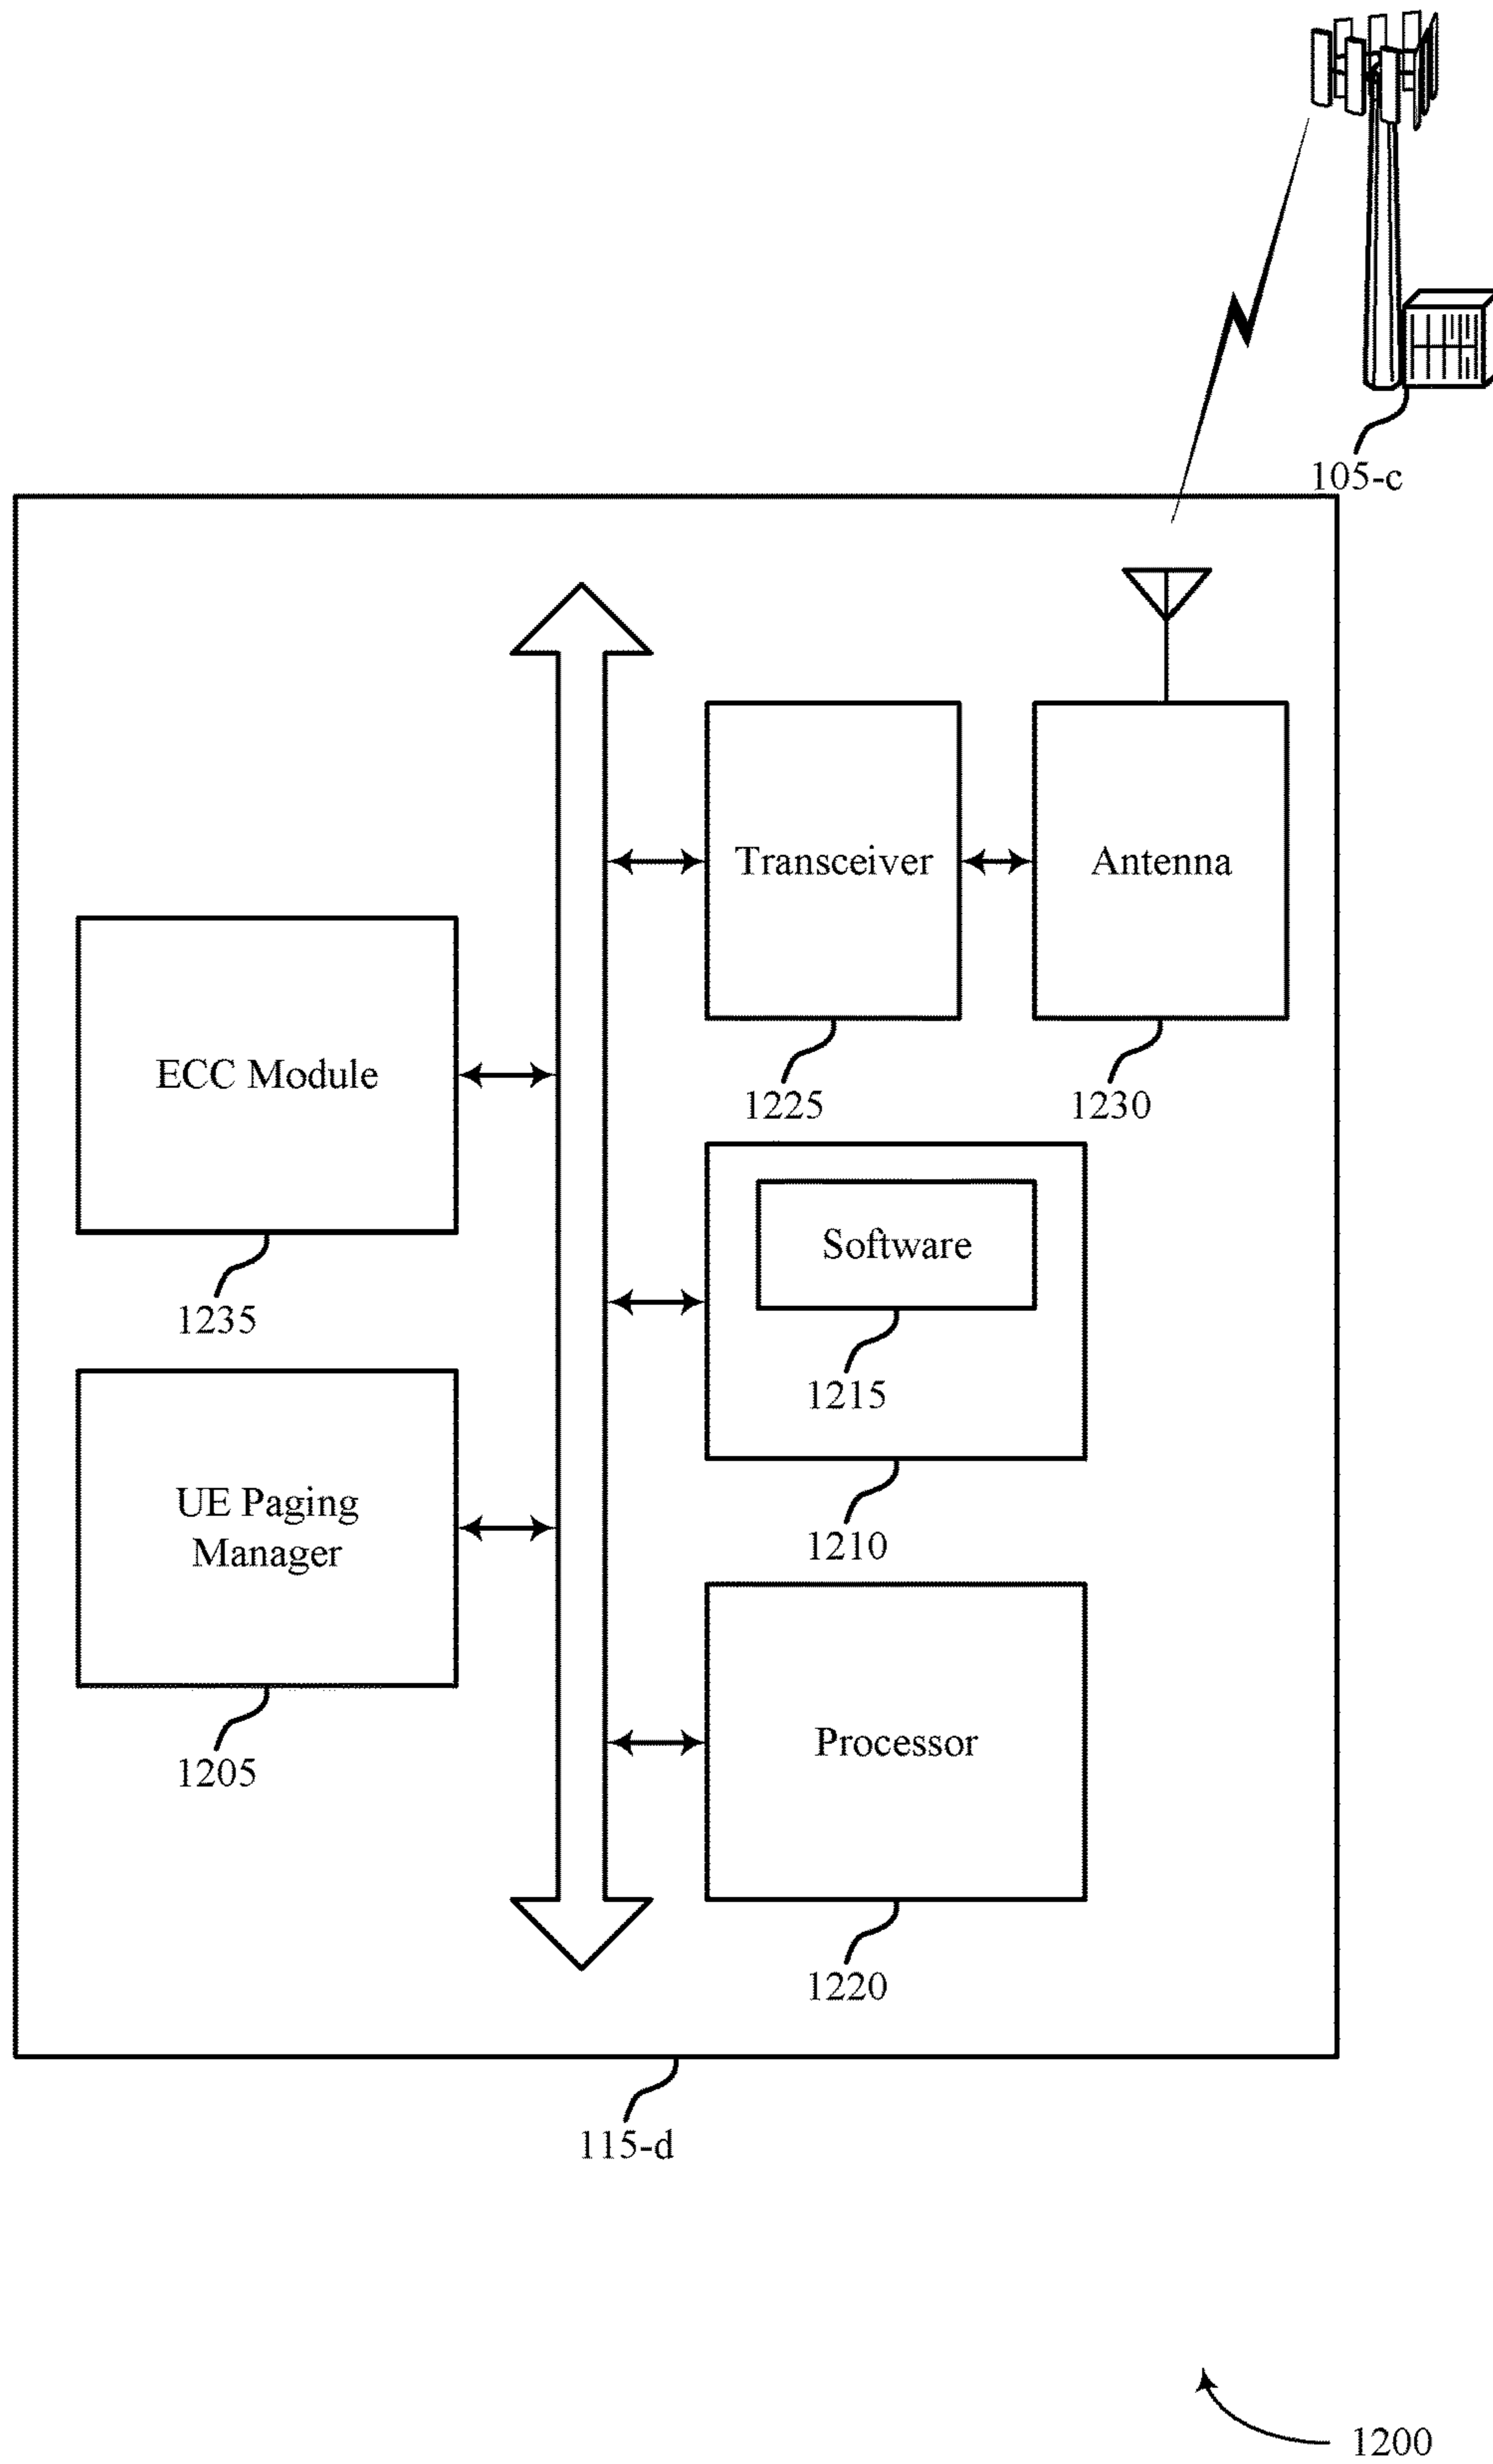 105-c
Transceiver
Antenna
ECC Module
1225
1230
Software
1235
1215
UE Paging
Manager
1210
Processor
1205
1220
115-d
1200